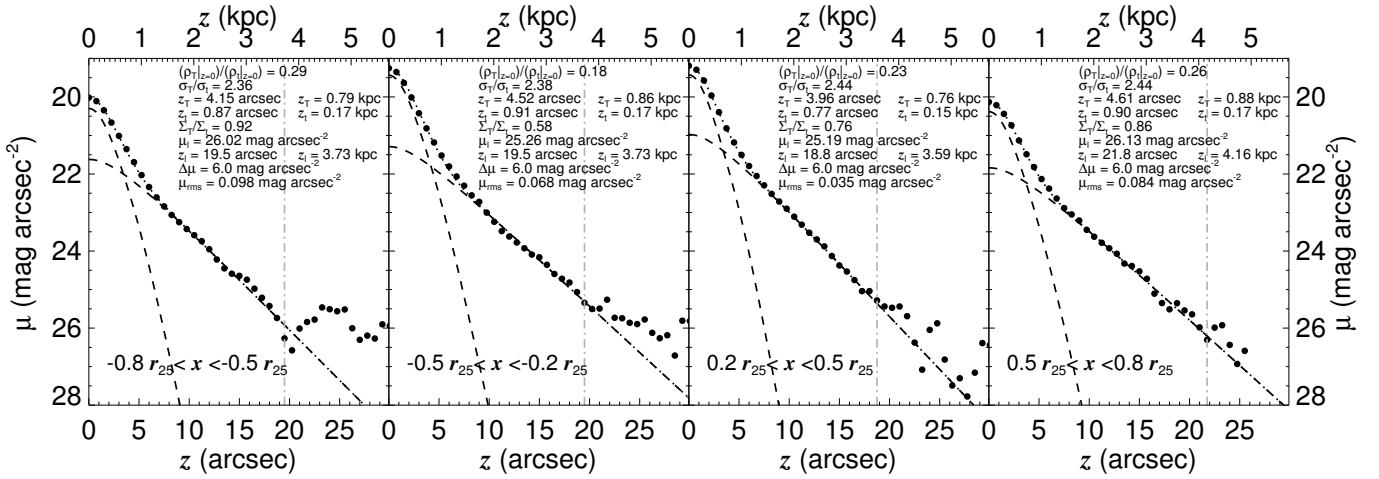 z (kpc) z (kpc) z (kpc) z (kpc)
0 1 2 3 4 5 0 1 2 3 4 5 0 1 2 3 4 5 0 1 2 3 4 5
(ρT|z=0)/(ρt|z=0) = 0.29
σT/σt = 2.36
zT = 4.15 arcsec zT = 0.79 kpc
zt = 0.87 arcsec zt = 0.17 kpc
ΣT/Σt = 0.92
μl = 26.02 mag arcsec-2
zl = 19.5 arcsec zl = 3.73 kpc
Δμ = 6.0 mag arcsec-2
μrms = 0.098 mag arcsec-2
-0.8 r25< x <-0.5 r25
(ρT|z=0)/(ρt|z=0) = 0.18
σT/σt = 2.38
zT = 4.52 arcsec zT = 0.86 kpc
zt = 0.91 arcsec zt = 0.17 kpc
ΣT/Σt = 0.58
μl = 25.26 mag arcsec-2
zl = 19.5 arcsec zl = 3.73 kpc
Δμ = 6.0 mag arcsec-2
μrms = 0.068 mag arcsec-2
-0.5 r25< x <-0.2 r25
(ρT|z=0)/(ρt|z=0) = 0.23
σT/σt = 2.44
zT = 3.96 arcsec zT = 0.76 kpc
zt = 0.77 arcsec zt = 0.15 kpc
ΣT/Σt = 0.76
μl = 25.19 mag arcsec-2
zl = 18.8 arcsec zl = 3.59 kpc
Δμ = 6.0 mag arcsec-2
μrms = 0.035 mag arcsec-2
0.2 r25< x <0.5 r25
(ρT|z=0)/(ρt|z=0) = 0.26
σT/σt = 2.44
zT = 4.61 arcsec zT = 0.88 kpc
zt = 0.90 arcsec zt = 0.17 kpc
ΣT/Σt = 0.86
μl = 26.13 mag arcsec-2
zl = 21.8 arcsec zl = 4.16 kpc
Δμ = 6.0 mag arcsec-2
μrms = 0.084 mag arcsec-2
0.5 r25< x <0.8 r25
μ (mag arcsec-2)
20
22
24
26
28
20
22
24
26
28
μ (mag arcsec-2)
0 5 10 15 20 25 0 5 10 15 20 25 0 5 10 15 20 25 0 5 10 15 20 25
z (arcsec) z (arcsec) z (arcsec) z (arcsec)